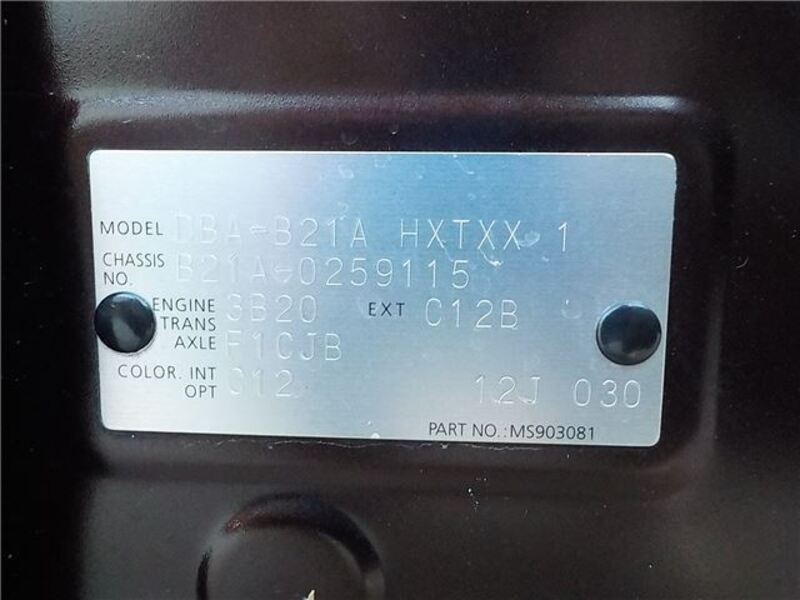 MODEL DBA-B21A HXTXX 1
CHASSIS NO. B21A-0259115
ENGINE 3B20 EXT C12B
TRANS AXLE F1CJB
COLOR. INT OPT C12 12J 030
PART NO.:MS903081